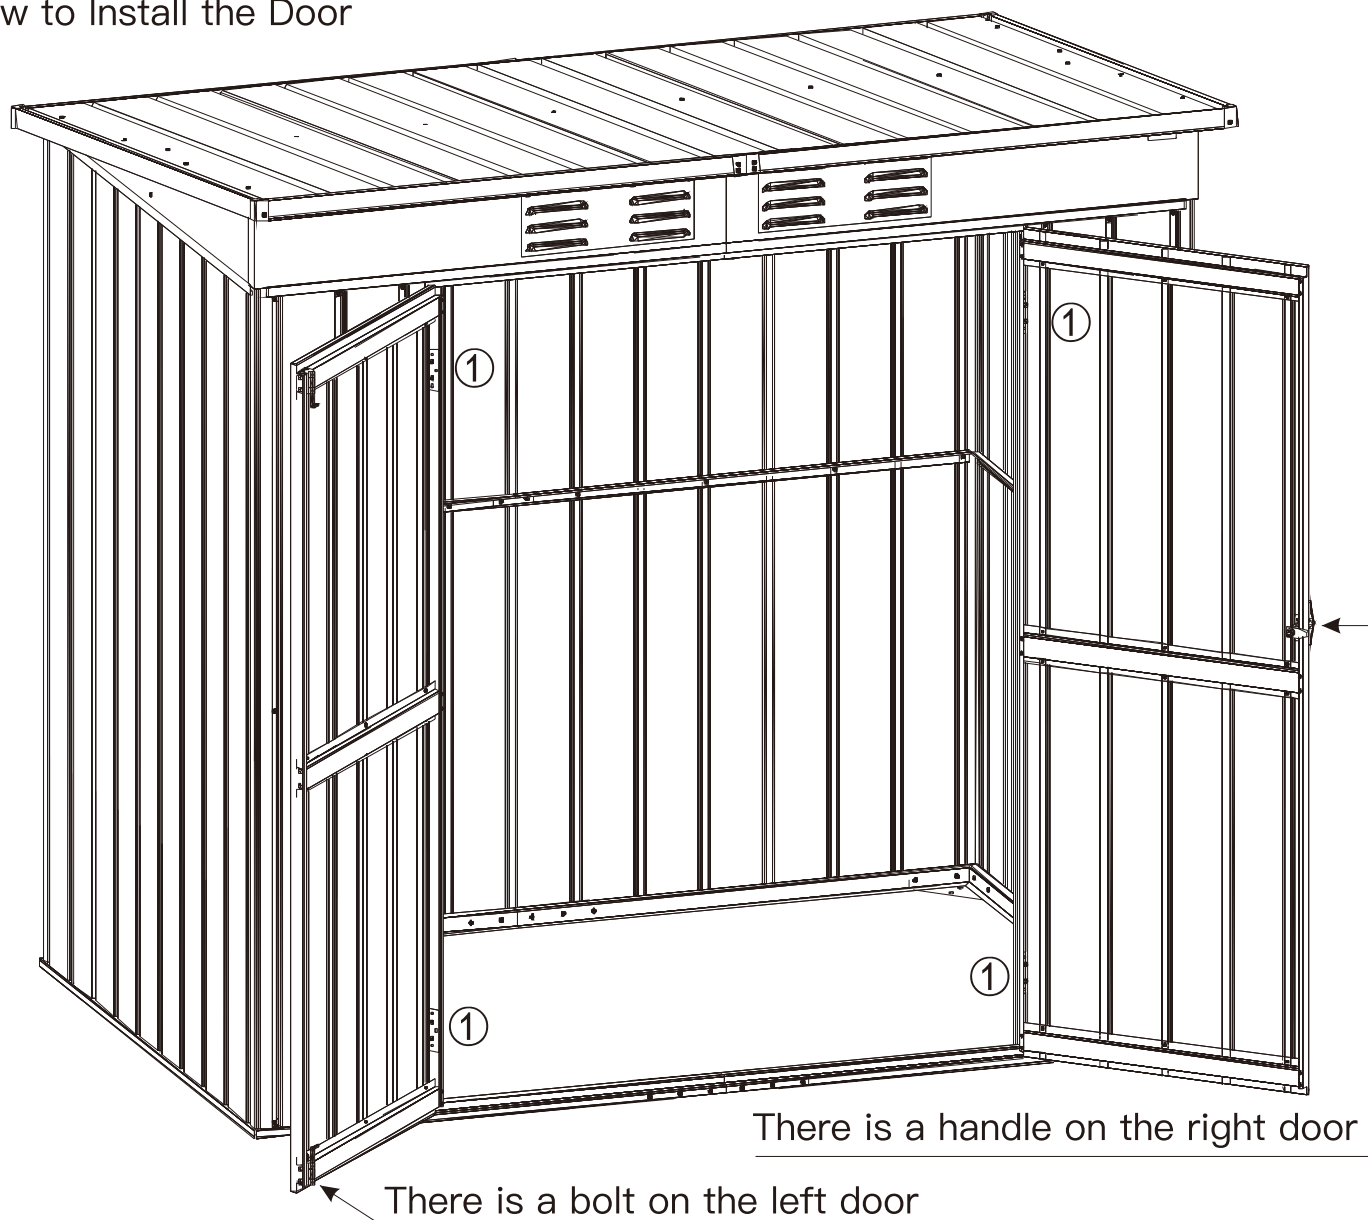 w to Install the Door
①
①
①
①
There is a handle on the right door
There is a bolt on the left door